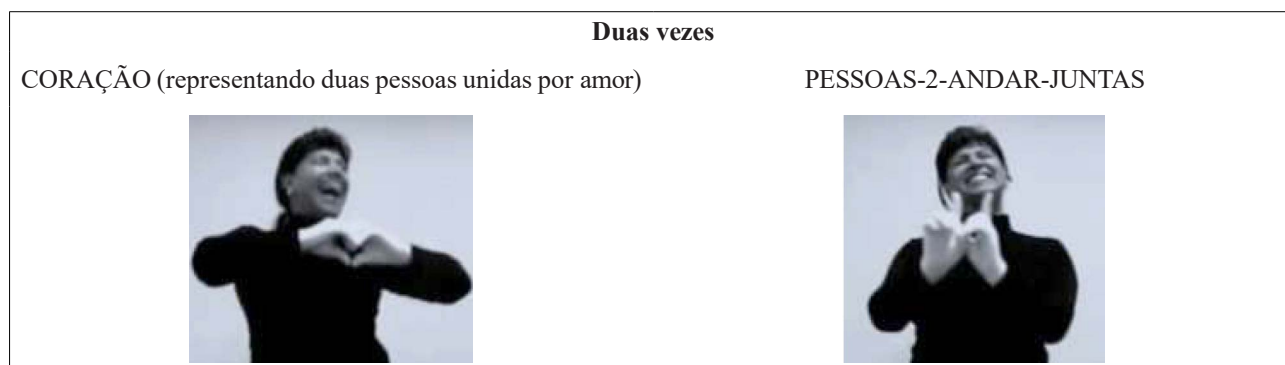 Duas vezes
CORAÇÃO (representando duas pessoas unidas por amor)
PESSOAS-2-ANDAR-JUNTAS